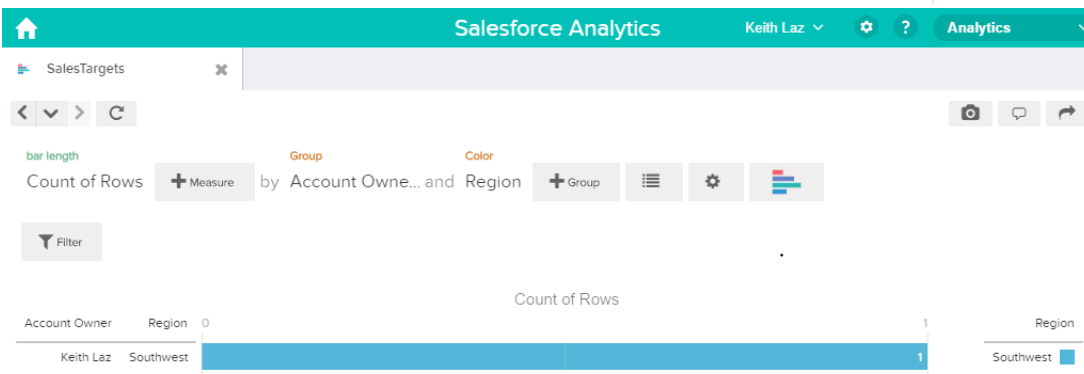 Salesforce Analytics Keith Laz ? Analytics
SalesTargets
bar length Group Color
Count of Rows + Measure by Account Owne... and Region + Group
Filter
Count of Rows
Account Owner Region 0 1 Region
Keith Laz Southwest 1 Southwest